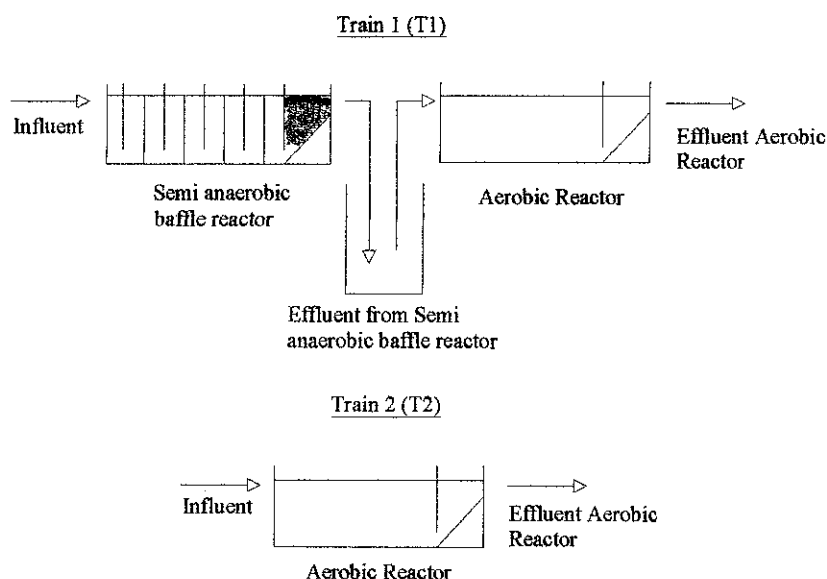 Train 1 (T1)
Influent
Semi anaerobic
baffle reactor
Effluent from Semi
anaerobic baffle reactor
Aerobic Reactor
Effluent Aerobic
Reactor
Train 2 (T2)
Influent
Aerobic Reactor
Effluent Aerobic
Reactor